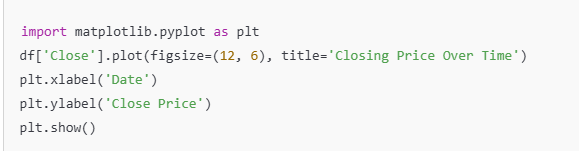 import matplotlib.pyplot as plt
df['Close'].plot(figsize=(12, 6), title='Closing Price Over Time')
plt.xlabel('Date')
plt.ylabel('Close Price')
plt.show()